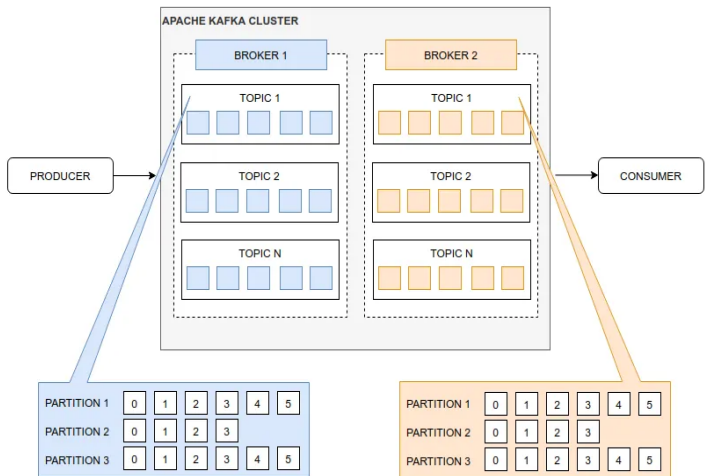 APACHE KAFKA CLUSTER
BROKER 1
BROKER 2
TOPIC 1
TOPIC 1
PRODUCER
TOPIC 2
TOPIC 2
CONSUMER
TOPIC N
TOPIC N
PARTITION 1 0 1 2 3 4 5
PARTITION 2 0 1 2 3
PARTITION 3 0 1 2 3 4 5
PARTITION 1 0 1 2 3 4 5
PARTITION 2 0 1 2 3
PARTITION 3 0 1 2 3 4 5